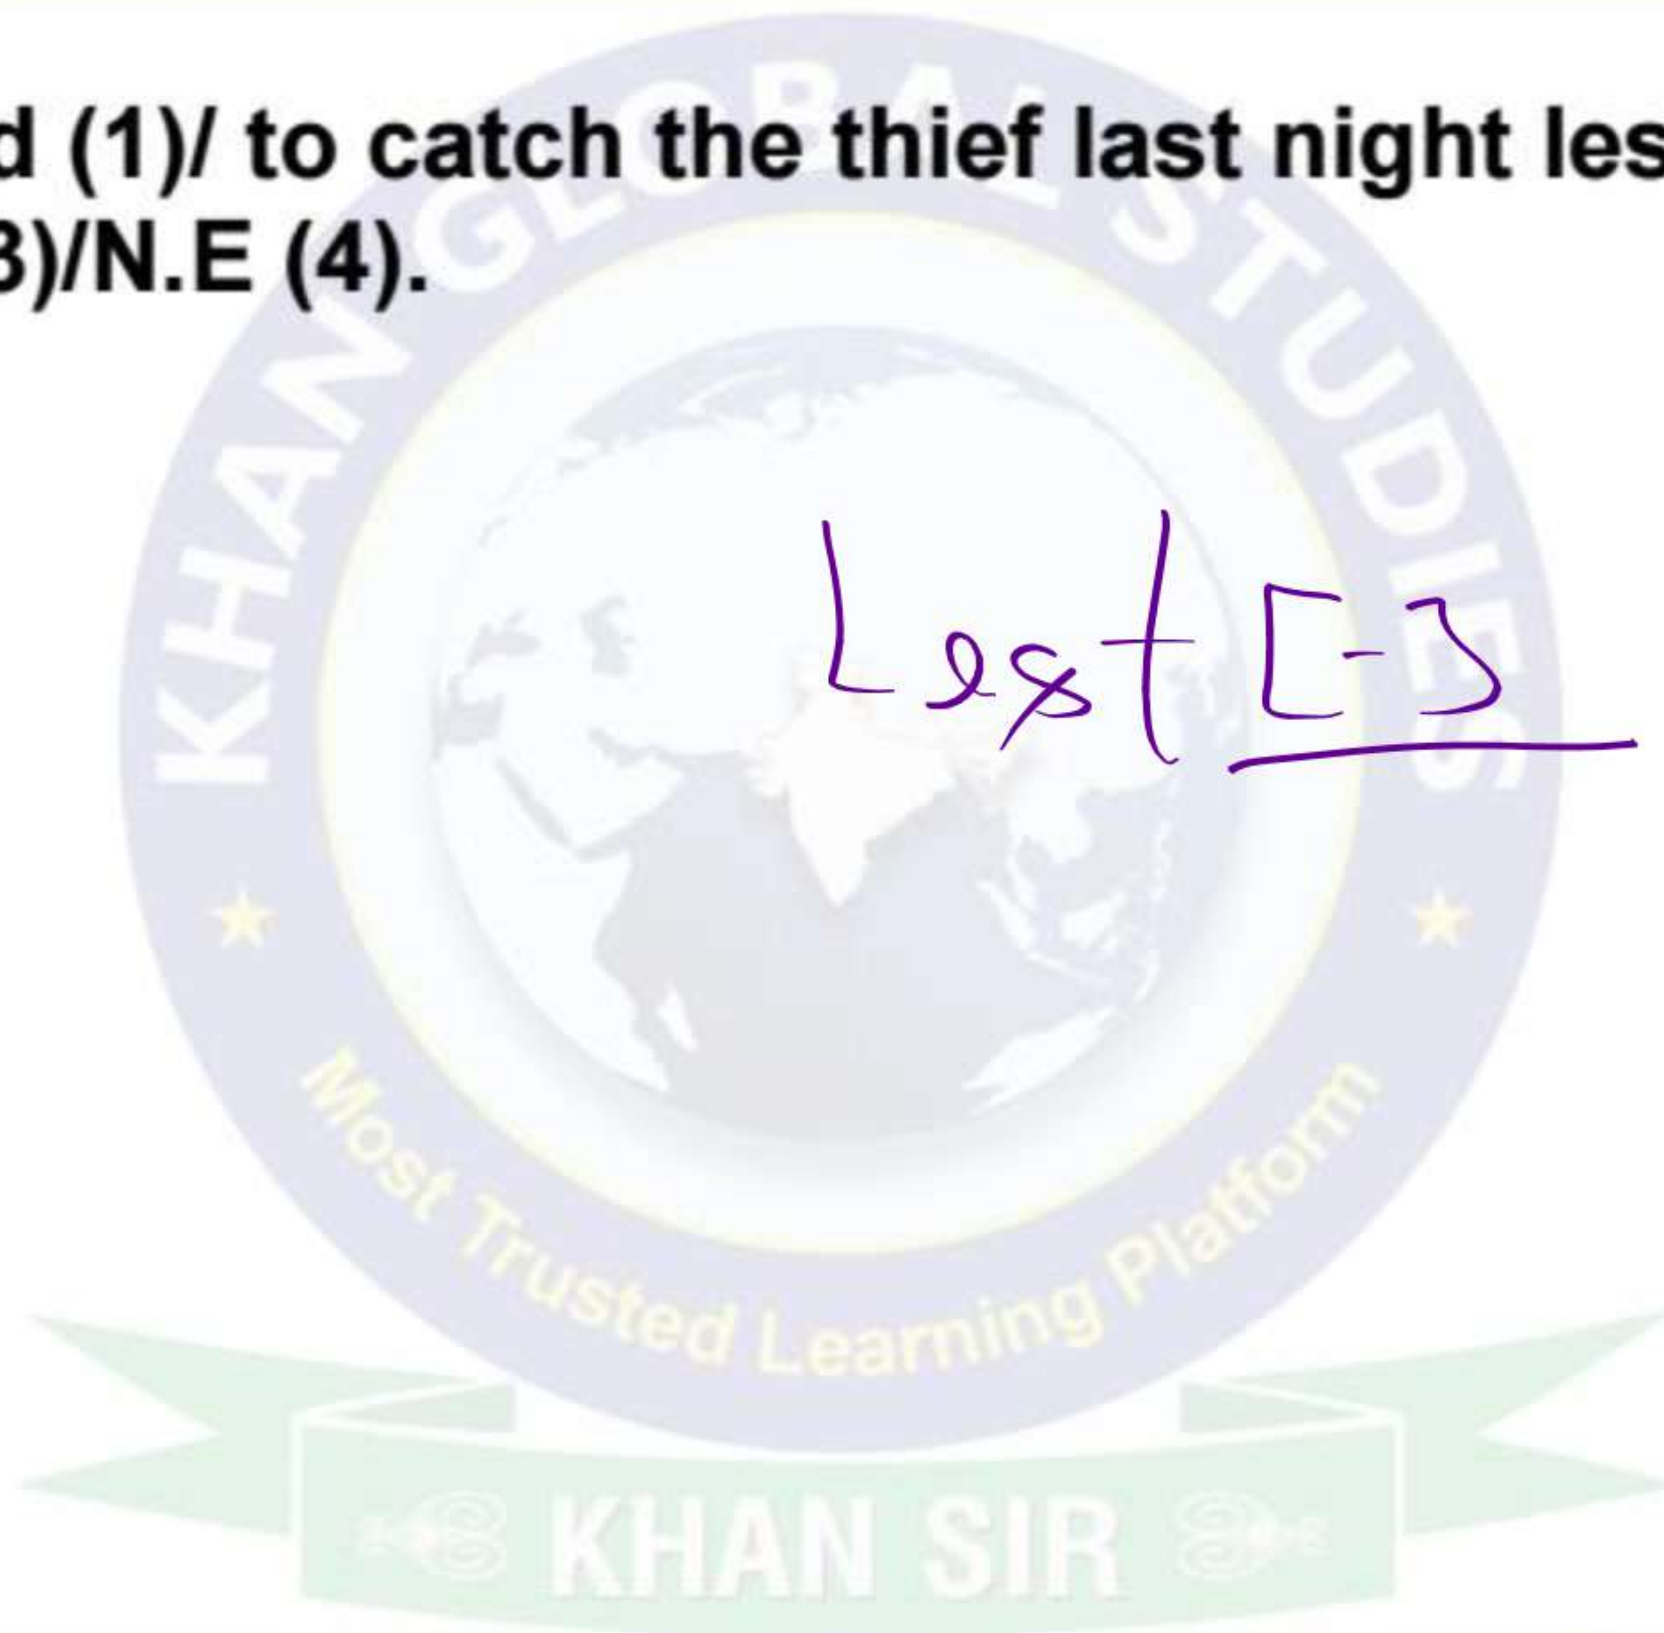 d (1)/ to catch the thief last night les
3)/N.E (4).
KHAN GLOBAL STUDIES
Lest [-]
Most Trusted Learning Platform
KHAN SIR